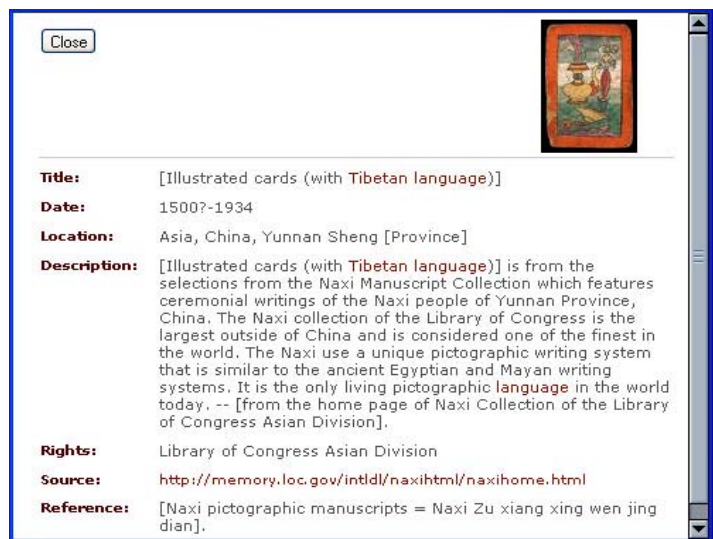 Close
Title: [Illustrated cards (with Tibetan language)]
Date: 1500?-1934
Location: Asia, China, Yunnan Sheng [Province]
Description: [Illustrated cards (with Tibetan language)] is from the
selections from the Naxi Manuscript Collection which features
ceremonial writings of the Naxi people of Yunnan Province,
China. The Naxi collection of the Library of Congress is the
largest outside of China and is considered one of the finest in
the world. The Naxi use a unique pictographic writing system
that is similar to the ancient Egyptian and Mayan writing
systems. It is the only living pictographic language in the world
today. -- [from the home page of Naxi Collection of the Library
of Congress Asian Division].
Rights: Library of Congress Asian Division
Source: http://memory.loc.gov/intldl/naxihtml/naxihome.html
Reference: [Naxi pictographic manuscripts = Naxi Zu xiang xing wen jing
dian].